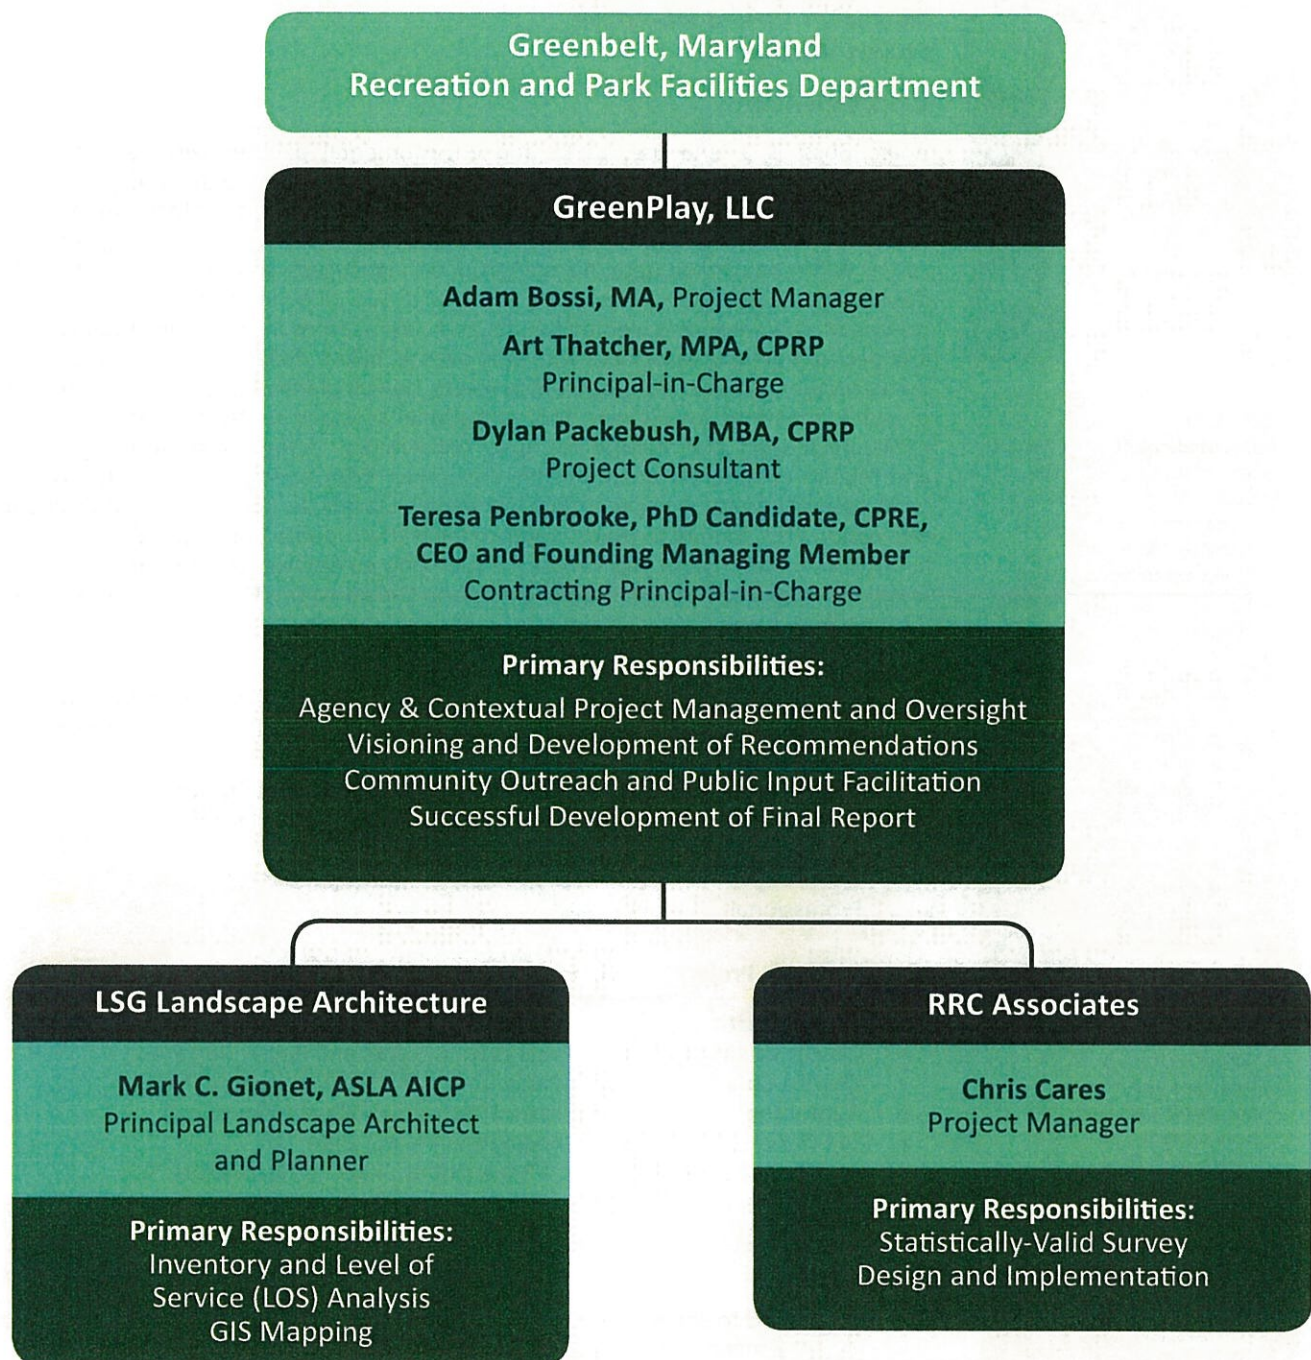 Greenbelt, Maryland
Recreation and Park Facilities Department
GreenPlay, LLC
Adam Bossi, MA, Project Manager
Art Thatcher, MPA, CPRP
Principal-in-Charge
Dylan Packebush, MBA, CPRP
Project Consultant
Teresa Penbrooke, PhD Candidate, CPRE,
CEO and Founding Managing Member
Contracting Principal-in-Charge
Primary Responsibilities:
Agency & Contextual Project Management and Oversight
Visioning and Development of Recommendations
Community Outreach and Public Input Facilitation
Successful Development of Final Report
LSG Landscape Architecture
Mark C. Gionet, ASLA AICP
Principal Landscape Architect
and Planner
Primary Responsibilities:
Inventory and Level of
Service (LOS) Analysis
GIS Mapping
RRC Associates
Chris Cares
Project Manager
Primary Responsibilities:
Statistically-Valid Survey
Design and Implementation